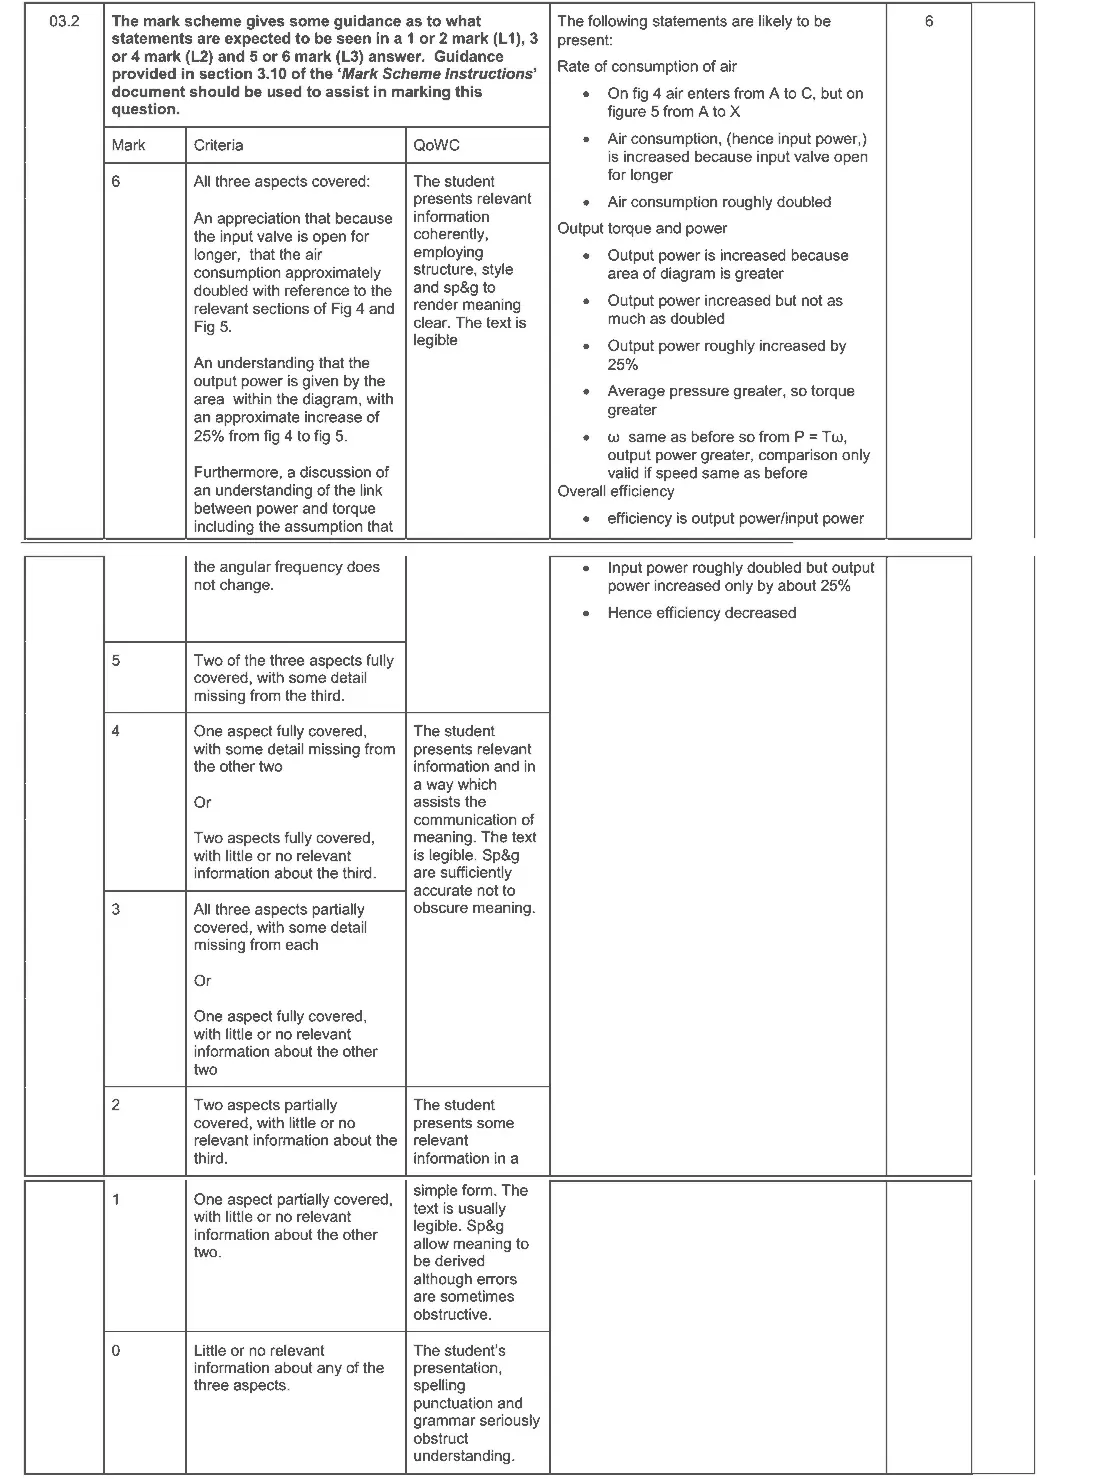 03.2
The mark scheme gives some guidance as to what
statements are expected to be seen in a 1 or 2 mark (L1), 3
or 4 mark (L2) and 5 or 6 mark (L3) answer. Guidance
provided in section 3.10 of the ‘Mark Scheme Instructions’
document should be used to assist in marking this
question.
Mark
Criteria
QoWC
6
All three aspects covered:
An appreciation that because
the input valve is open for
longer, that the air
consumption approximately
doubled with reference to the
relevant sections of Fig 4 and
Fig 5.
An understanding that the
output power is given by the
area within the diagram, with
an approximate increase of
25% from fig 4 to fig 5.
Furthermore, a discussion of
an understanding of the link
between power and torque
including the assumption that
The student
presents relevant
information
coherently,
employing
structure, style
and sp&g to
render meaning
clear. The text is
legible
The following statements are likely to be
present:
Rate of consumption of air
• On fig 4 air enters from A to C, but on
figure 5 from A to X
• Air consumption, (hence input power,)
is increased because input valve open
for longer
• Air consumption roughly doubled
Output torque and power
• Output power is increased because
area of diagram is greater
• Output power increased but not as
much as doubled
• Output power roughly increased by
25%
• Average pressure greater, so torque
greater
• ω same as before so from P = Tω,
output power greater, comparison only
valid if speed same as before
Overall efficiency
• efficiency is output power/input power
6
the angular frequency does
not change.
• Input power roughly doubled but output
power increased only by about 25%
• Hence efficiency decreased
5
Two of the three aspects fully
covered, with some detail
missing from the third.
4
One aspect fully covered,
with some detail missing from
the other two
Or
Two aspects fully covered,
with little or no relevant
information about the third.
The student
presents relevant
information and in
a way which
assists the
communication of
meaning. The text
is legible. Sp&g
are sufficiently
accurate not to
obscure meaning.
3
All three aspects partially
covered, with some detail
missing from each
Or
One aspect fully covered,
with little or no relevant
information about the other
two
2
Two aspects partially
covered, with little or no
relevant information about the
third.
The student
presents some
relevant
information in a
1
One aspect partially covered,
with little or no relevant
information about the other
two.
simple form. The
text is usually
legible. Sp&g
allow meaning to
be derived
although errors
are sometimes
obstructive.
0
Little or no relevant
information about any of the
three aspects.
The student's
presentation,
spelling
punctuation and
grammar seriously
obstruct
understanding.